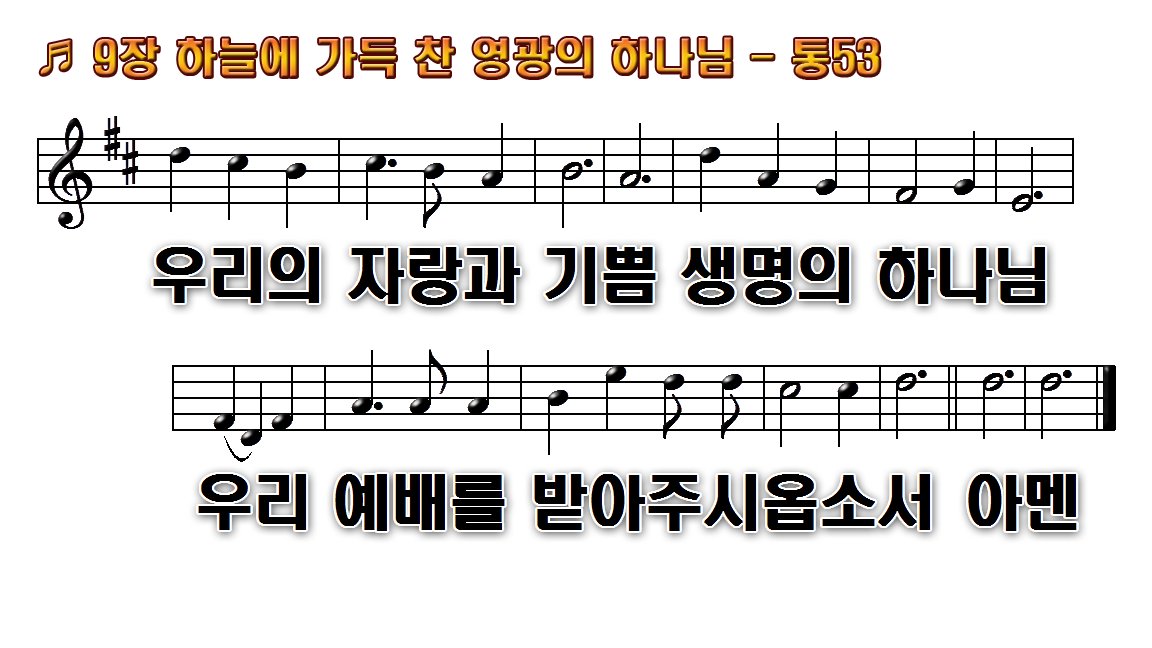 ♬ 9장 하늘에 가득 찬 영광의 하나님 - 통53
우리의 자랑과 기쁨 생명의 하나님
우리 예배를 받아주시옵소서 아멘